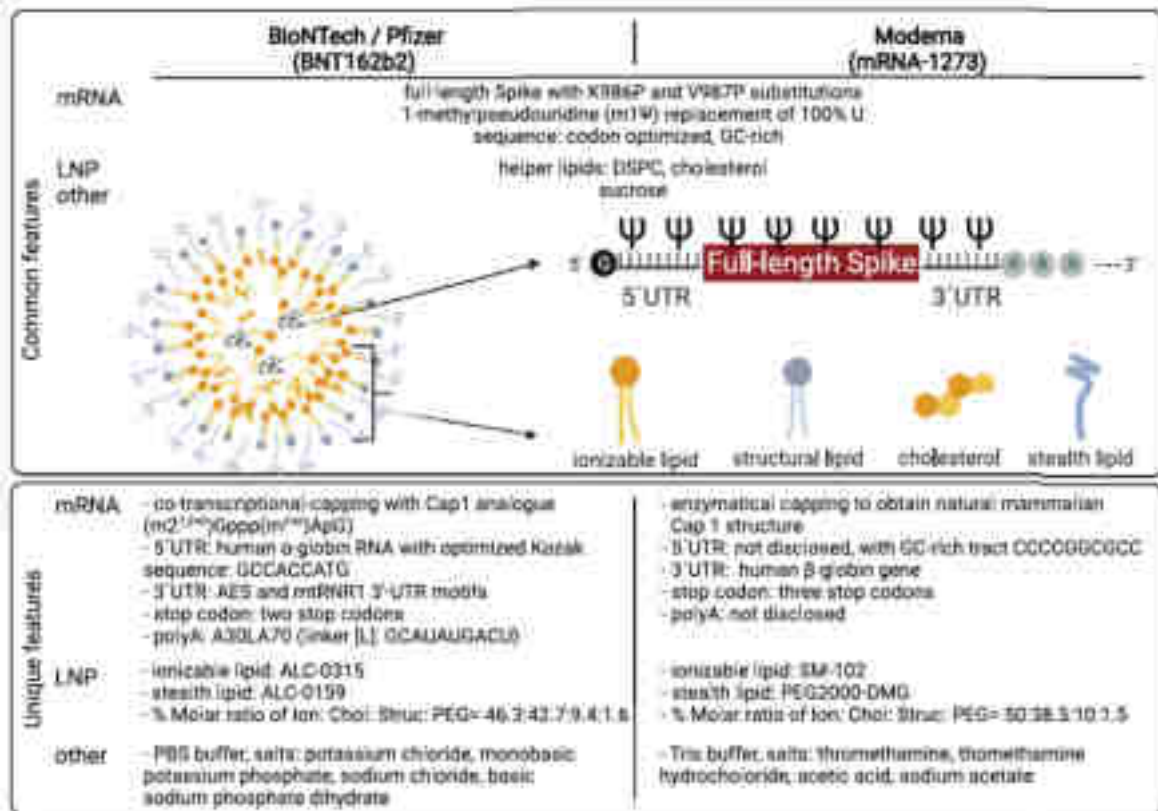 BioNTech / Pfizer
(BNT162b2)
Moderna
(mRNA-1273)
Common features
mRNA
full-length Spike with K986P and V987P substitutions
1-methylpseudouridine (m1Ψ) replacement of 100% U
sequence: codon optimized, GC-rich
LNP
helper lipids: DSPC, cholesterol
other
sucrose
Ψ Ψ Ψ Ψ Ψ Ψ Ψ Ψ
5´ G Full-length Spike A A A ---3´
5´UTR 3´UTR
ionizable lipid structural lipid cholesterol stealth lipid
Unique features
mRNA
- co-transcriptional-capping with Cap1 analogue
ApG)
- 5´UTR: human α-globin RNA with optimized Kozak
sequence: GCCACCATG
- 3´UTR: AES and mtRNR1 3'-UTR motifs
- stop codon: two stop codons
- polyA: A30LA70 (linker [L]: GCAUAUGACU)
- enzymatical capping to obtain natural mammalian
Cap 1 structure
- 5´UTR: not disclosed, with GC-rich tract CCCCGGCGCC
- 3´UTR: human β globin gene
- stop codon: three stop codons
- polyA: not disclosed
LNP
- ionizable lipid: ALC-0315
- stealth lipid: ALC-0159
- % Molar ratio of Ion: Chol: Struc: PEG= 46.3:42.7:9.4:1.6
- ionizable lipid: SM-102
- stealth lipid: PEG2000-DMG
- % Molar ratio of Ion: Chol: Struc: PEG= 50:38.5:10:1.5
other
- PBS buffer, salts: potassium chloride, monobasic
potassium phosphate, sodium chloride, basic
sodium phosphate dihydrate
- Tris buffer, salts: thromethamine, thomethamine
hydrocholoride, acetic acid, sodium acetate